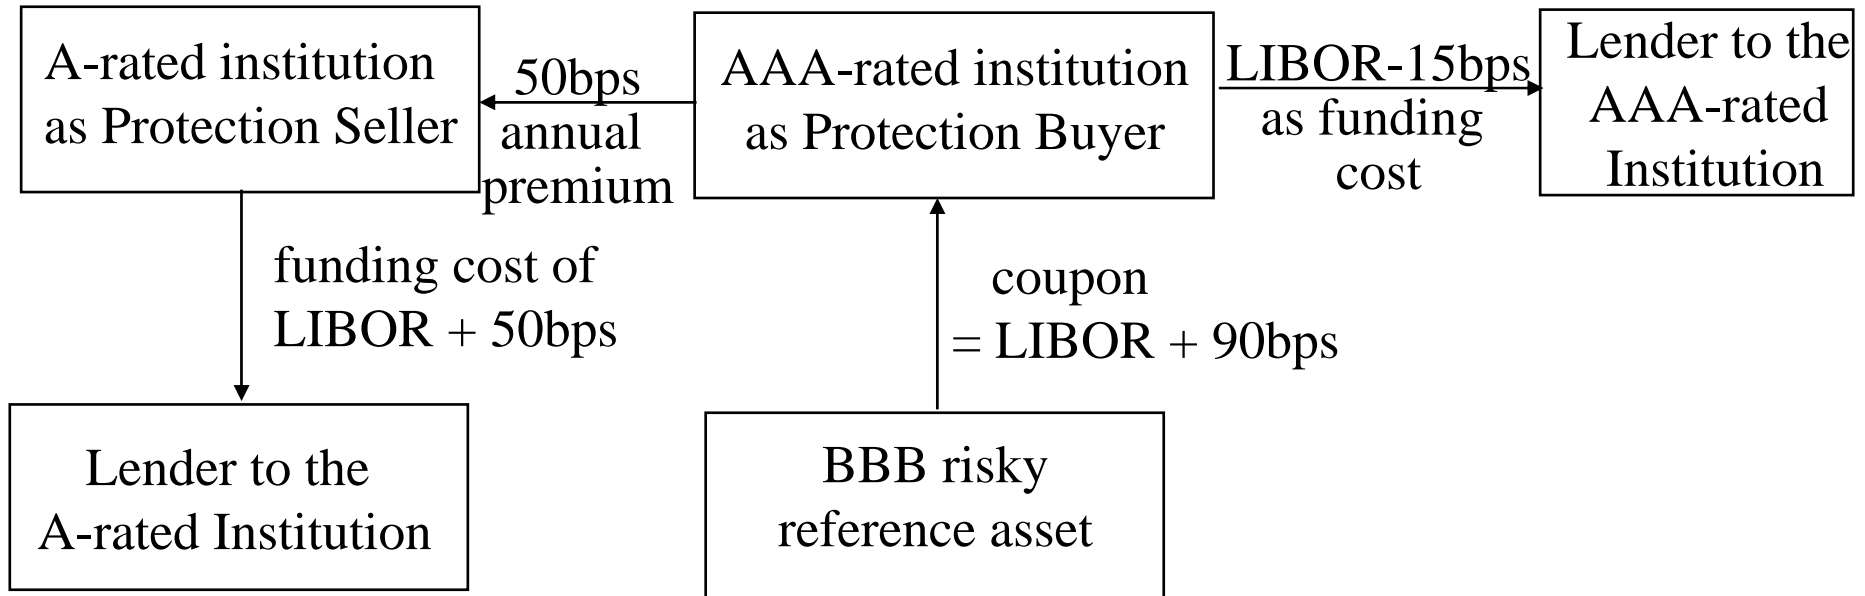 A-rated institution
as Protection Seller
50bps
annual
premium
AAA-rated institution
as Protection Buyer
LIBOR-15bps
as funding
cost
Lender to the
AAA-rated
Institution
funding cost of
LIBOR + 50bps
coupon
= LIBOR + 90bps
Lender to the
A-rated Institution
BBB risky
reference asset